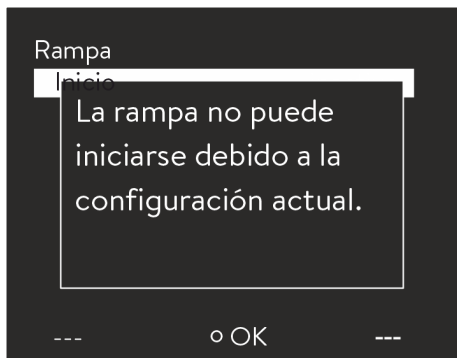 Rampa
Inicio
La rampa no puede
iniciarse debido a la
configuración actual.
--- OK ---